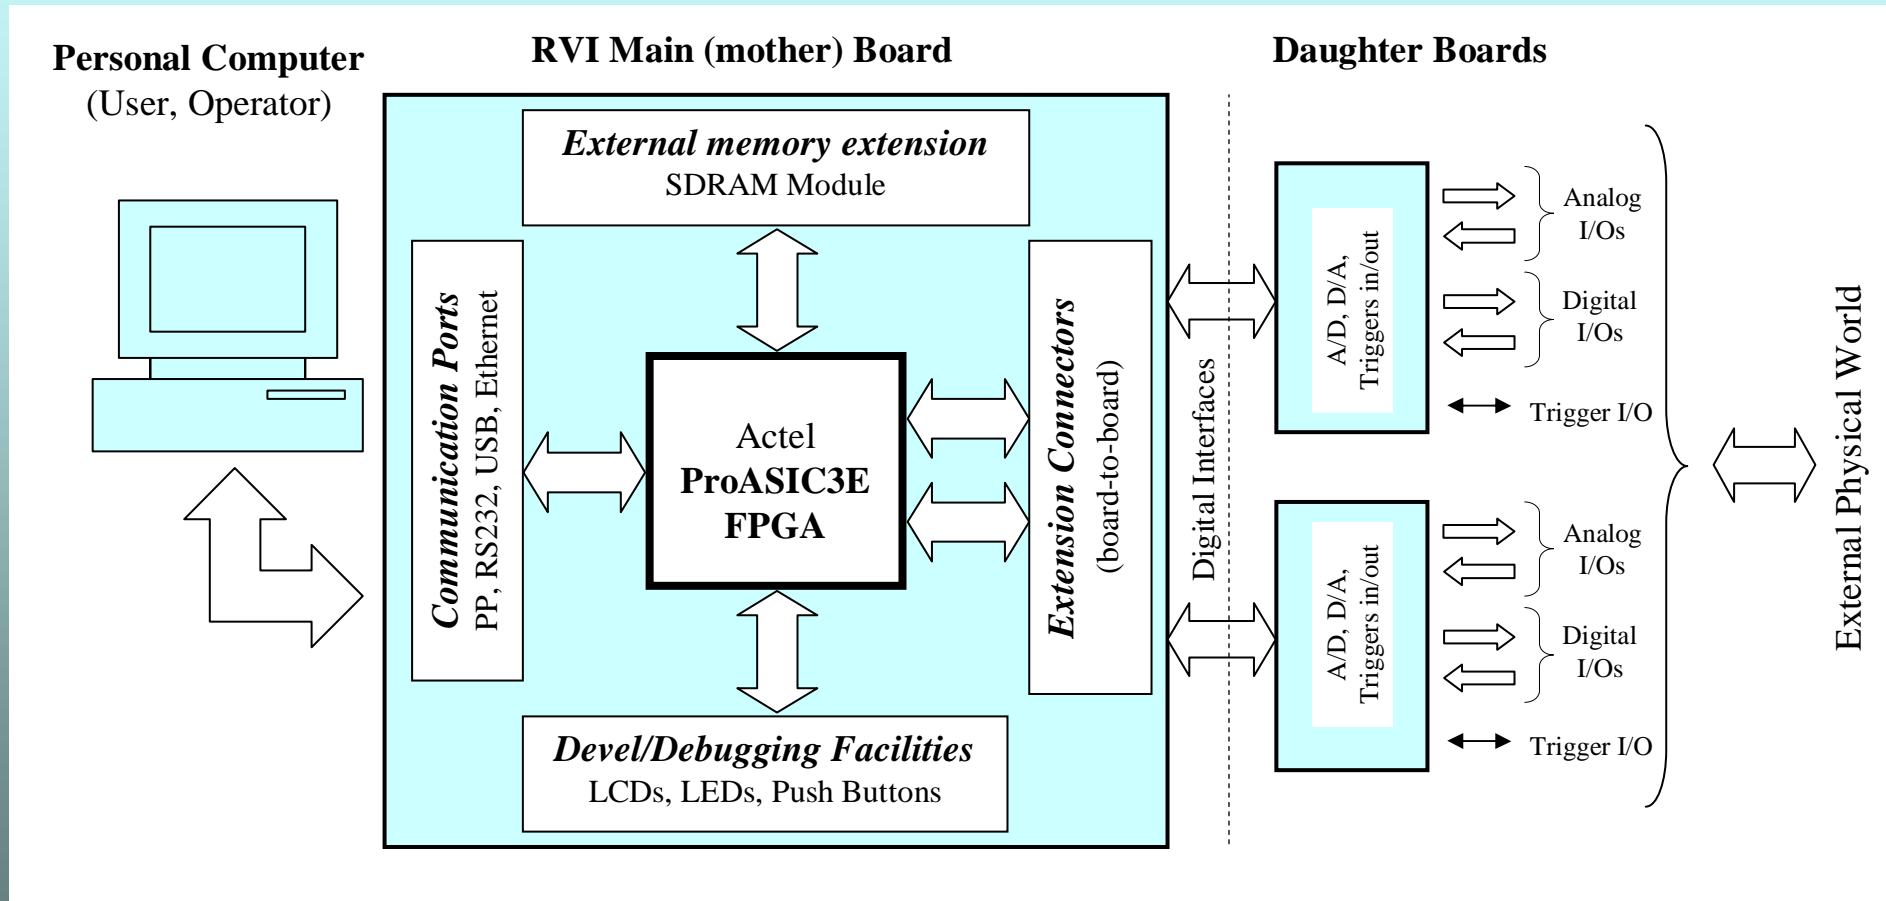 Personal Computer
(User, Operator)
RVI Main (mother) Board
Daughter Boards
External memory extension
SDRAM Module
Communication Ports
PP, RS232, USB, Ethernet
Actel
ProASIC3E
FPGA
Extension Connectors
(board-to-board)
Devel/Debugging Facilities
LCDs, LEDs, Push Buttons
Digital Interfaces
A/D, D/A,
Triggers in/out
Analog
I/Os
Digital
I/Os
Trigger I/O
A/D, D/A,
Triggers in/out
Analog
I/Os
Digital
I/Os
Trigger I/O
External Physical World